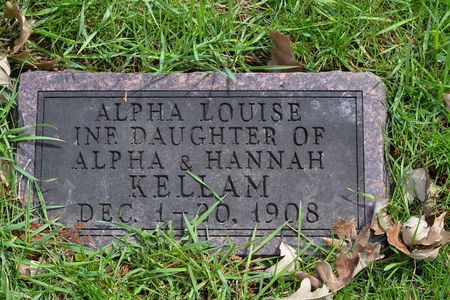 ALPHA LOUISE
INF. DAUGHTER OF
ALPHA & HANNAH
KELLAM
DEC. 1-20, 1908